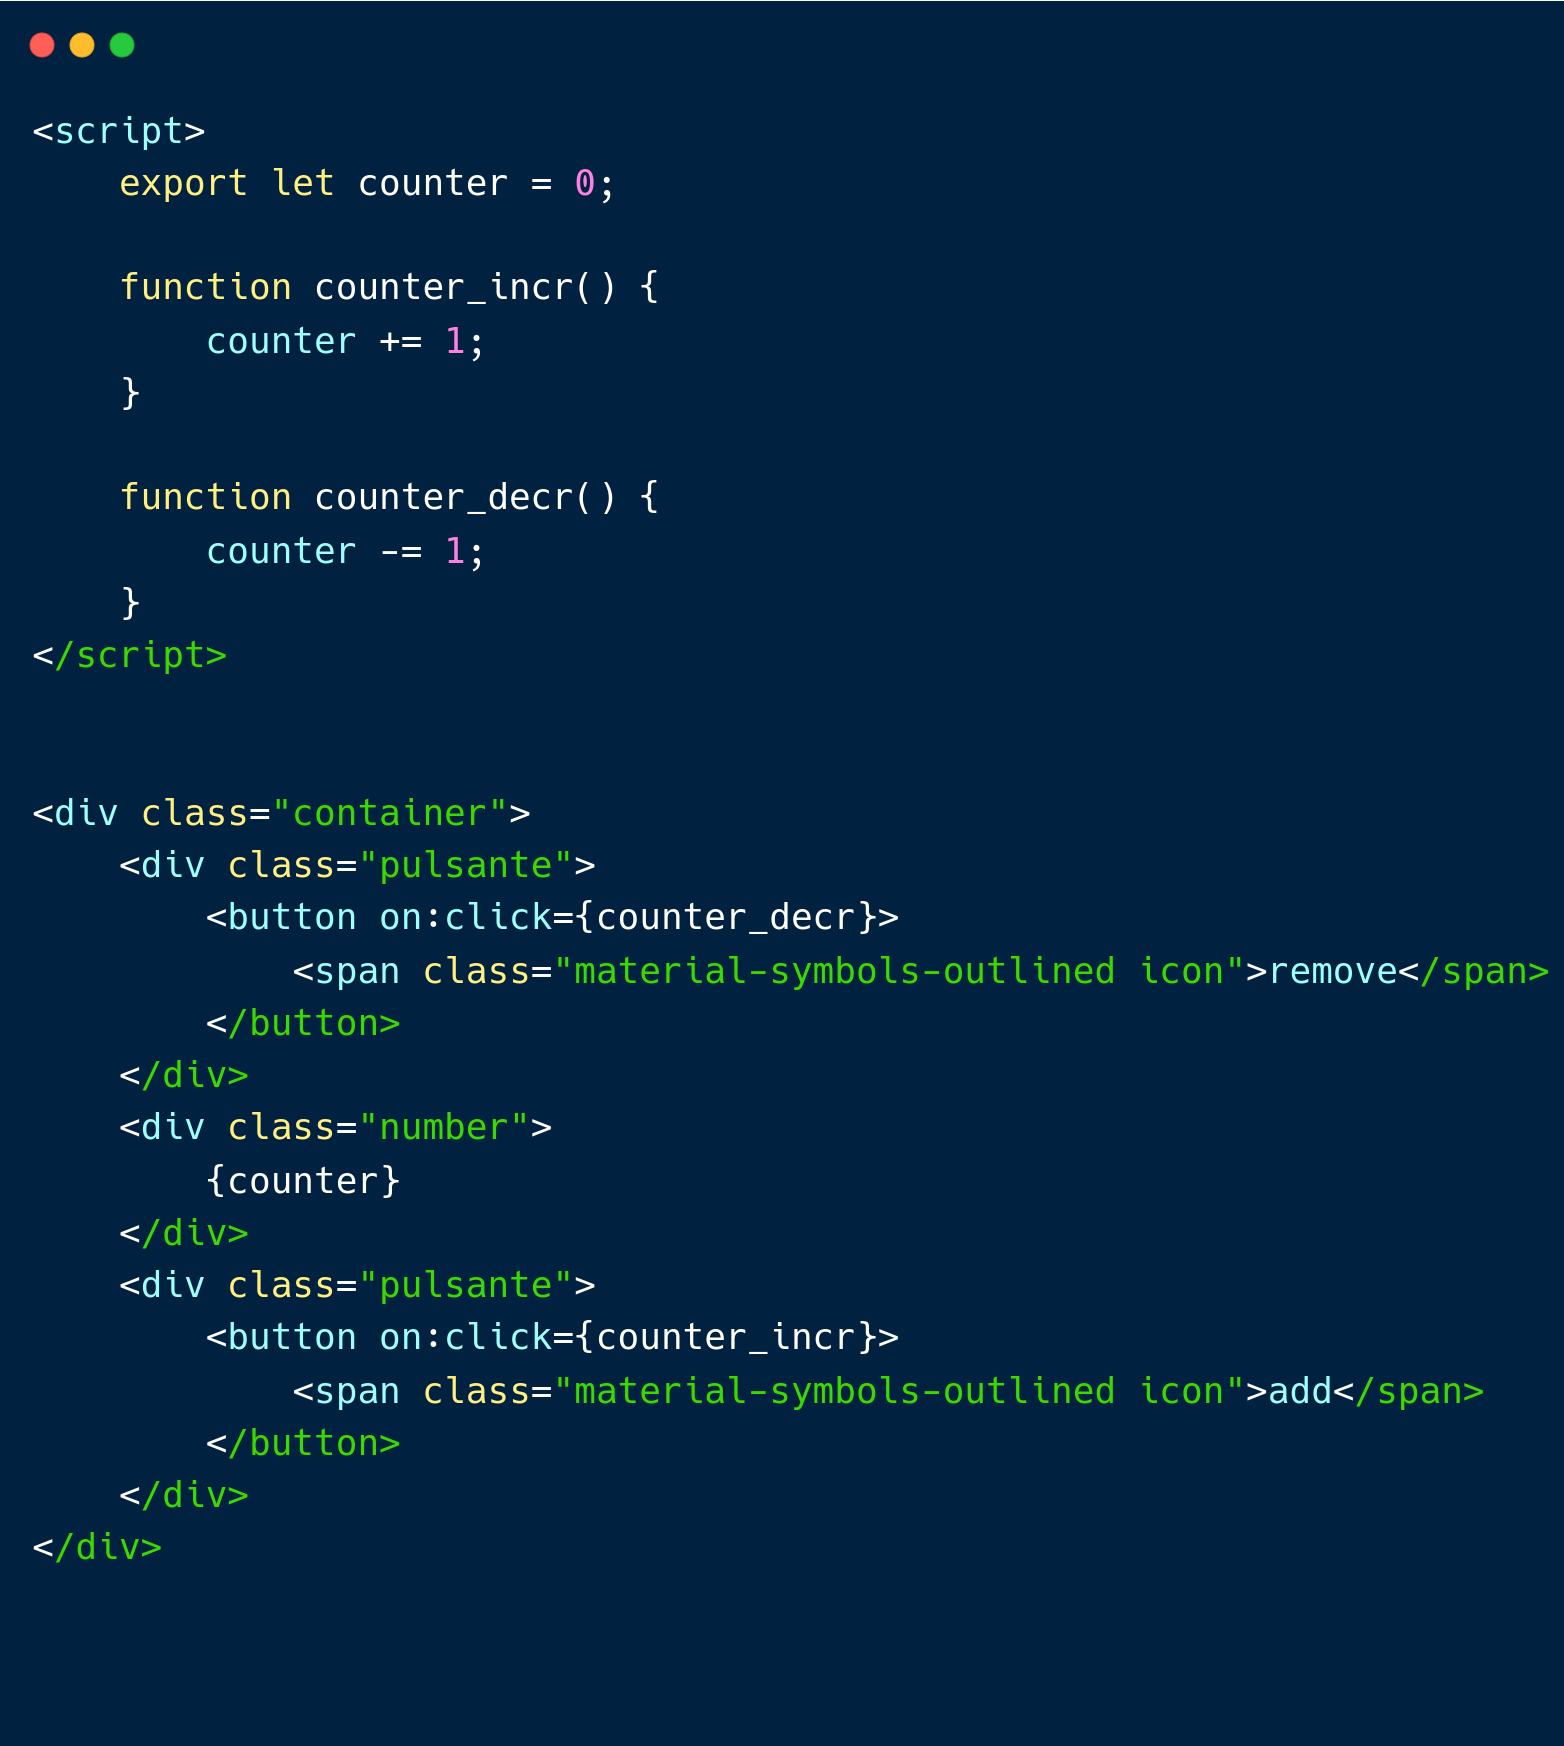 <script>
    export let counter = 0;

    function counter_incr() {
        counter += 1;
    }

    function counter_decr() {
        counter -= 1;
    }
</script>


<div class="container">
    <div class="pulsante">
        <button on:click={counter_decr}>
            <span class="material-symbols-outlined icon">remove</span>
        </button>
    </div>
    <div class="number">
        {counter}
    </div>
    <div class="pulsante">
        <button on:click={counter_incr}>
            <span class="material-symbols-outlined icon">add</span>
        </button>
    </div>
</div>